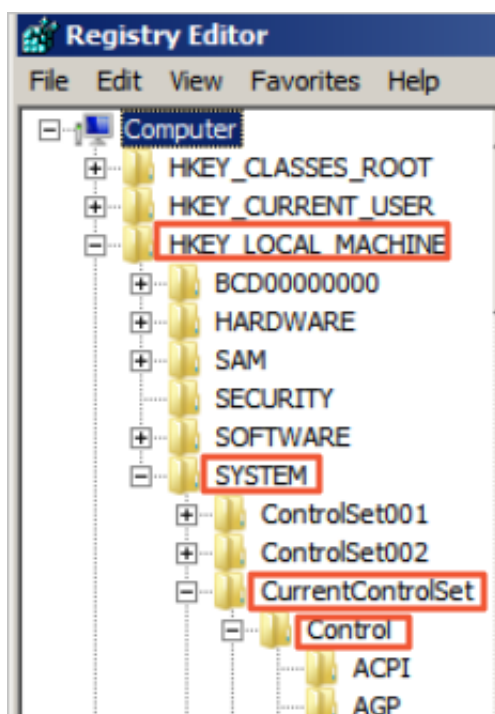 Registry Editor
File Edit View Favorites Help
Computer
HKEY_CLASSES_ROOT
HKEY_CURRENT_USER
HKEY_LOCAL_MACHINE
BCD00000000
HARDWARE
SAM
SECURITY
SOFTWARE
SYSTEM
ControlSet001
ControlSet002
CurrentControlSet
Control
ACPI
AGP